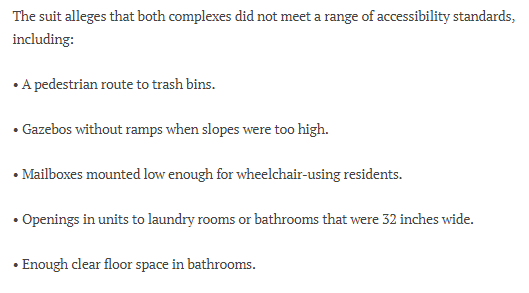 The suit alleges that both complexes did not meet a range of accessibility standards,
including:
• A pedestrian route to trash bins.
• Gazebos without ramps when slopes were too high.
• Mailboxes mounted low enough for wheelchair-using residents.
• Openings in units to laundry rooms or bathrooms that were 32 inches wide.
• Enough clear floor space in bathrooms.